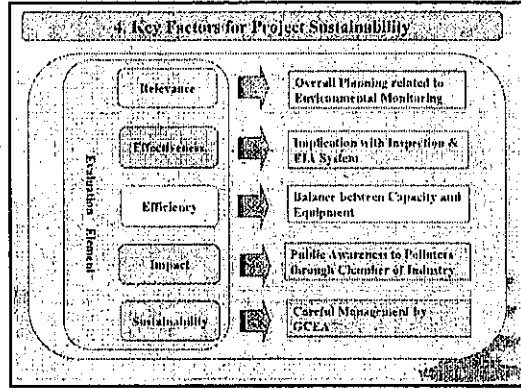 4. Key Factors for Project Sustainability
Evaluation Element
Relevance
Overall Planning related to
Environmental Monitoring
Effectiveness
Implication with Inspection &
EIA System
Efficiency
Balance between Capacity and
Equipment
Impact
Public Awareness to Polluters
through Chamber of Industry
Sustainability
Careful Management by
GCEA